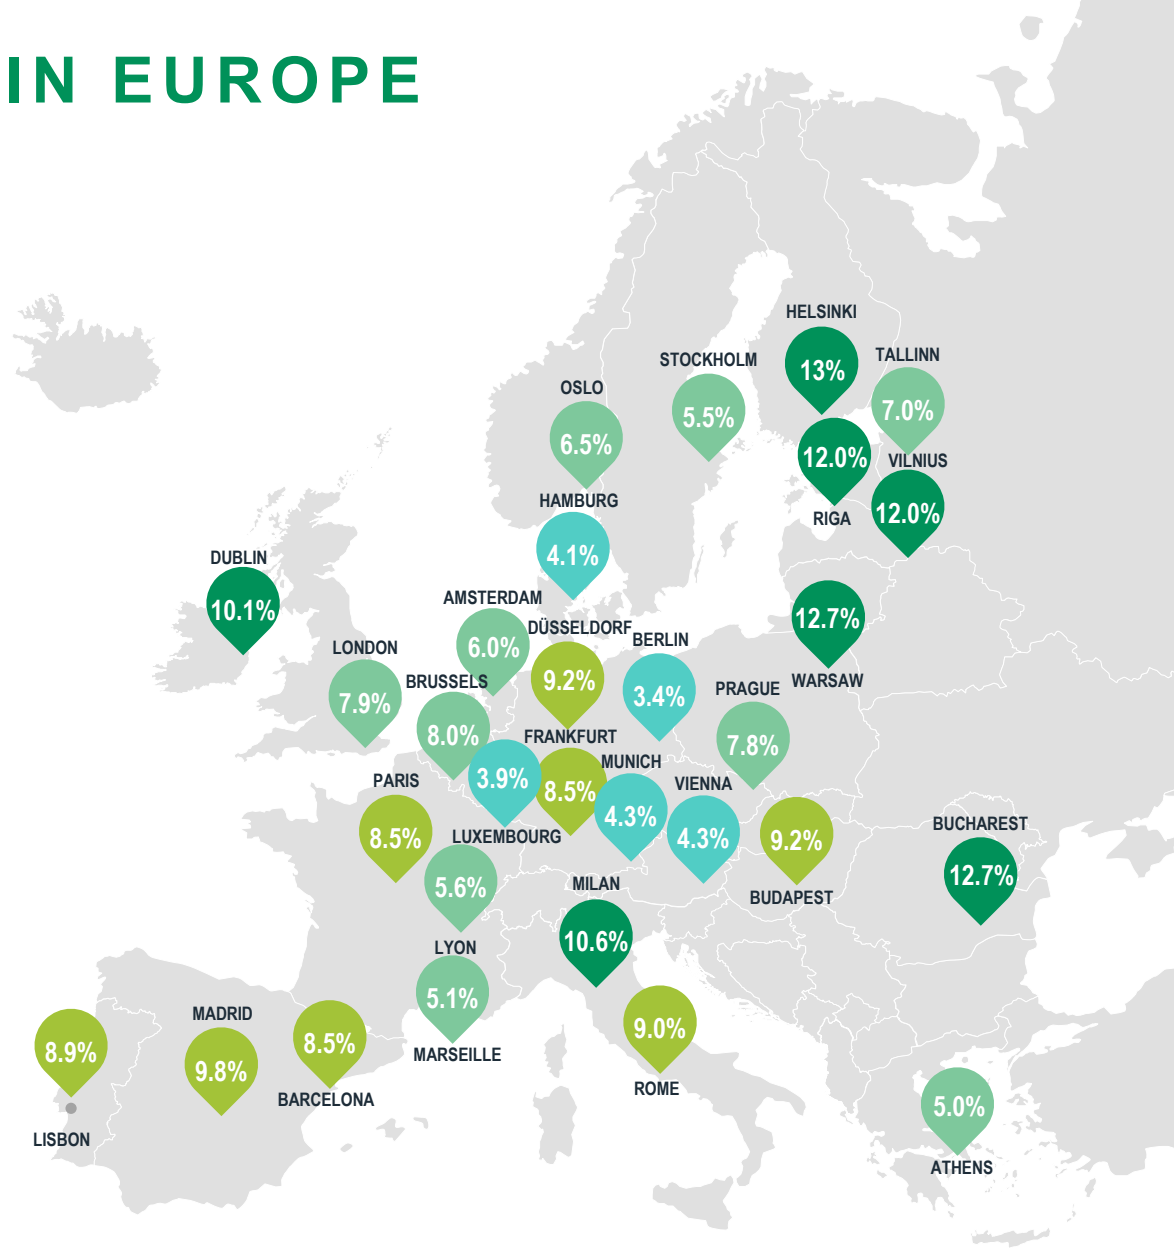 IN EUROPE
HELSINKI
13%
TALLINN
7.0%
STOCKHOLM
5.5%
OSLO
6.5%
12.0%
RIGA
VILNIUS
12.0%
HAMBURG
4.1%
DUBLIN
10.1%
AMSTERDAM
6.0%
DÜSSELDORF
9.2%
BERLIN
3.4%
12.7%
WARSAW
LONDON
7.9%
BRUSSELS
8.0%
PRAGUE
7.8%
FRANKFURT
8.5%
3.9%
LUXEMBOURG
MUNICH
4.3%
VIENNA
4.3%
PARIS
8.5%
9.2%
BUDAPEST
BUCHAREST
12.7%
5.6%
LYON
MILAN
10.6%
5.1%
MARSEILLE
MADRID
9.8%
8.5%
BARCELONA
8.9%
LISBON
9.0%
ROME
5.0%
ATHENS